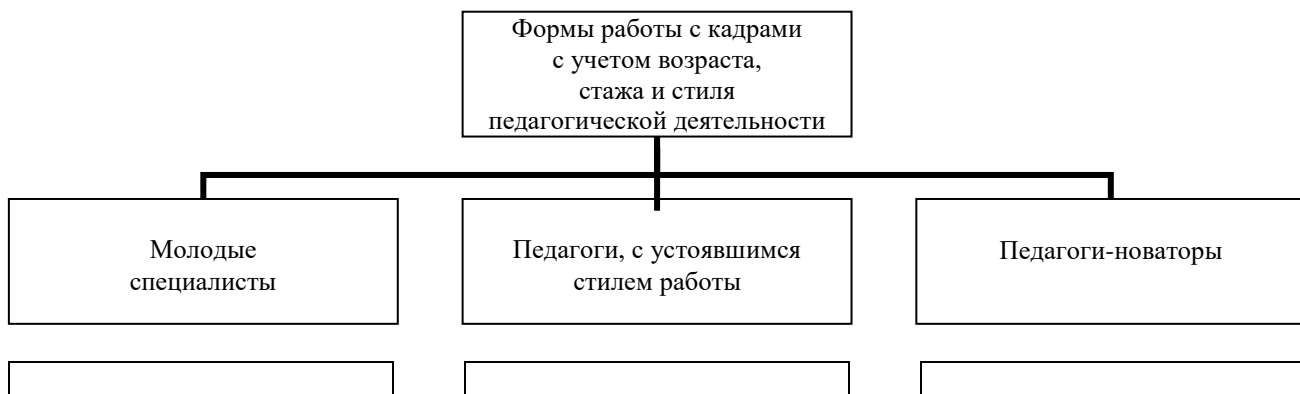 Формы работы с кадрами
с учетом возраста,
стажа и стиля
педагогической деятельности
Молодые
специалисты
Педагоги, с устоявшимся
стилем работы
Педагоги-новаторы